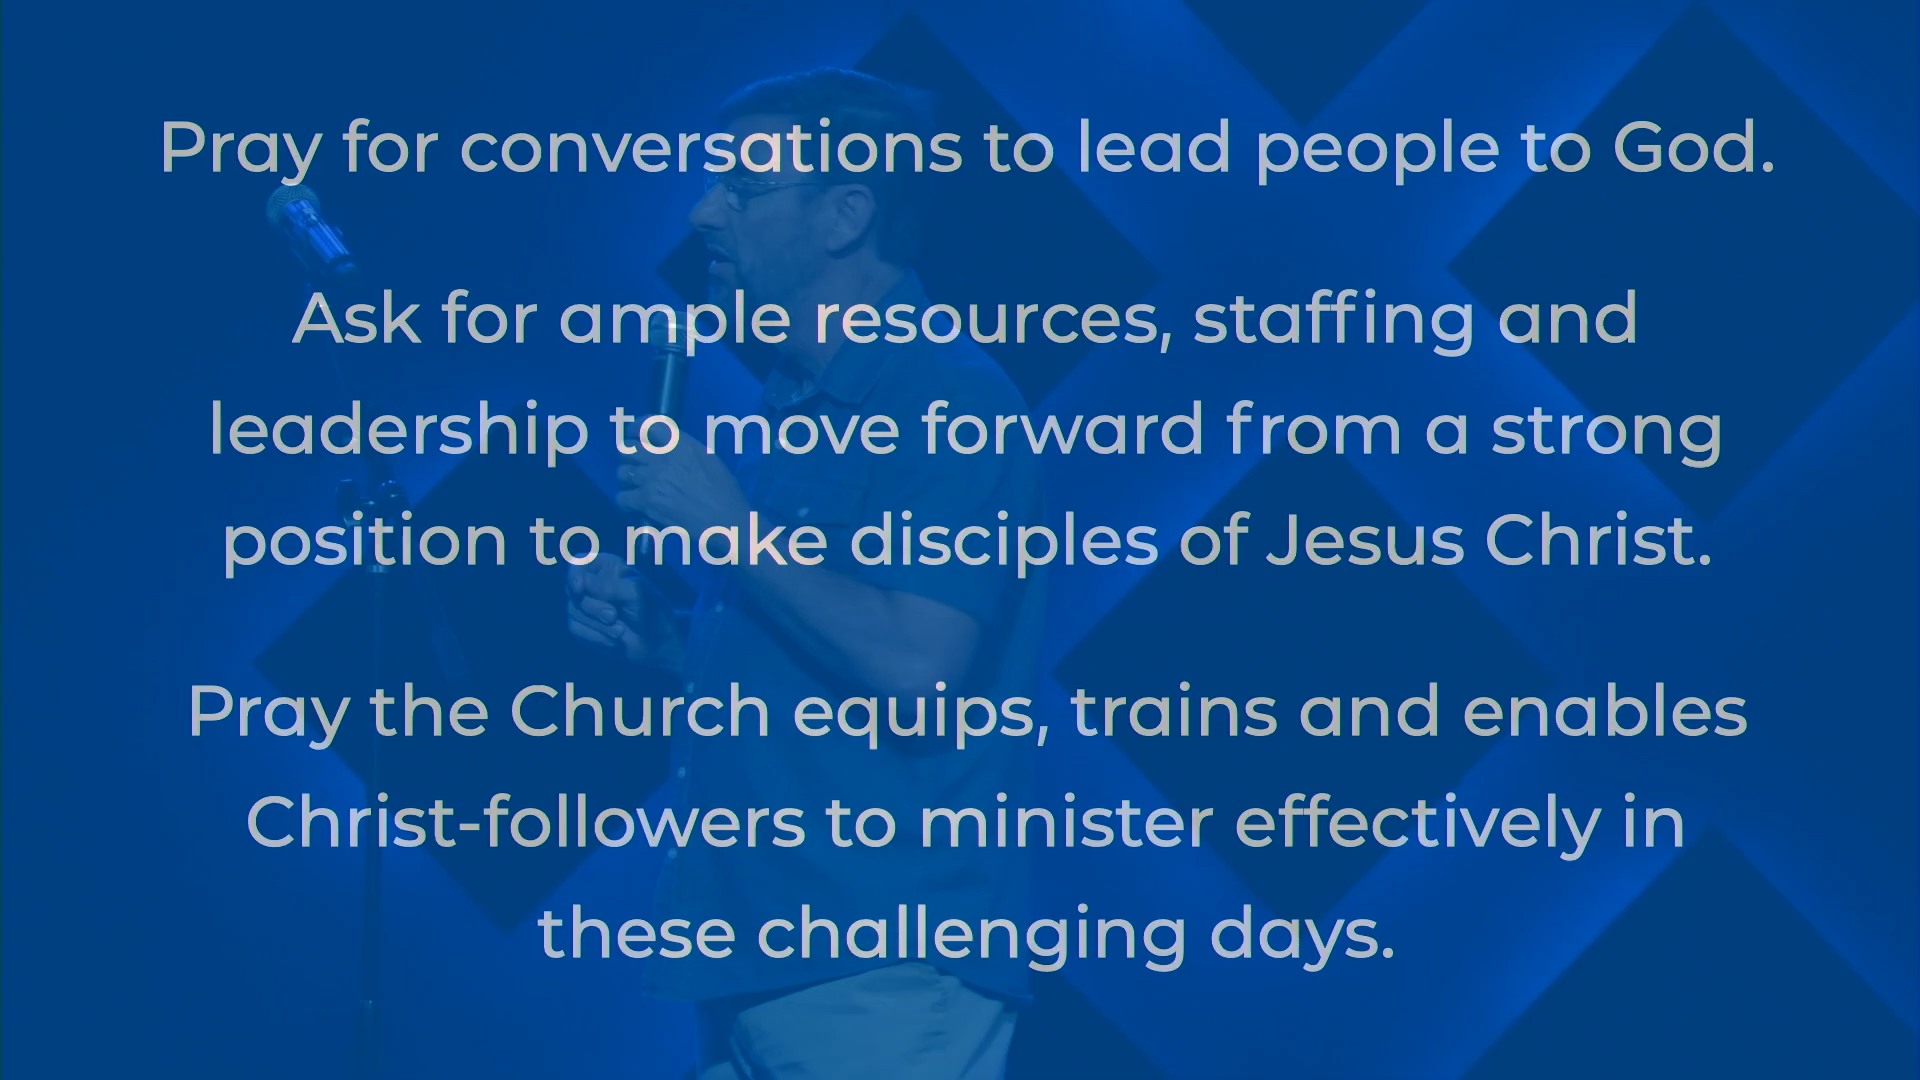 Pray for conversations to lead people to God.
Ask for ample resources, staffing and
leadership to move forward from a strong
position to make disciples of Jesus Christ.
Pray the Church equips, trains and enables
Christ-followers to minister effectively in
these challenging days.